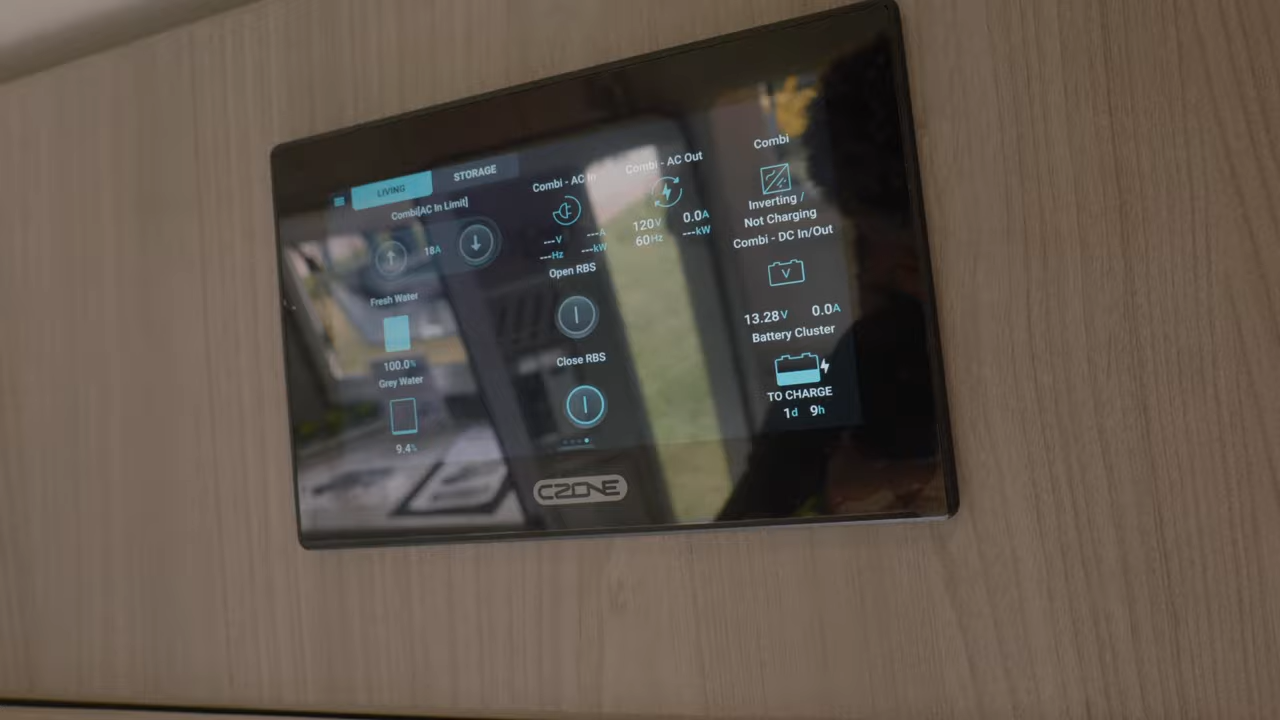 LIVING
STORAGE
Combi[AC In Limit]
18A
Fresh Water
100.0%
Grey Water
9.4%
Combi - AC In
---V ---A
---Hz ---kW
Open RBS
Close RBS
Combi - AC Out
120V 0.0A
60Hz ---kW
Combi
Inverting /
Not Charging
Combi - DC In/Out
V
13.28V 0.0A
Battery Cluster
TO CHARGE
1d 9h
CZONE